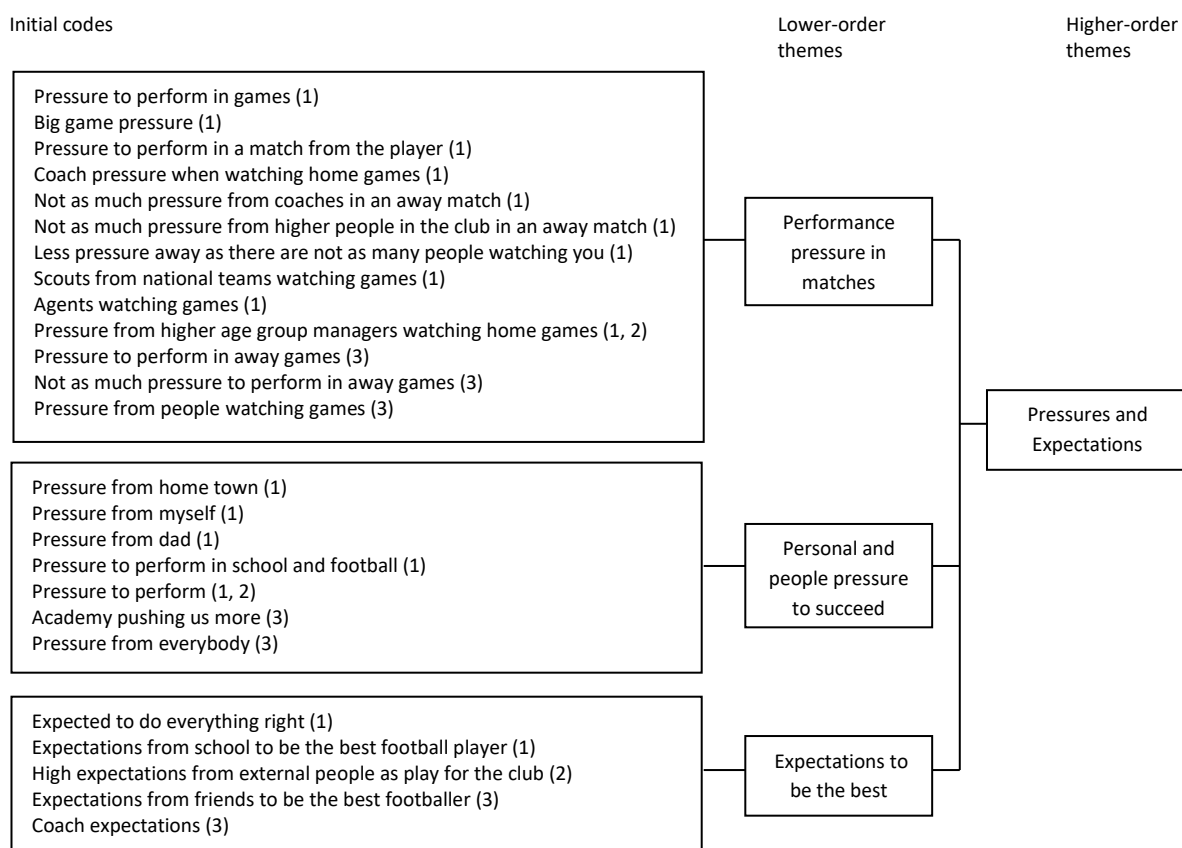 Initial codes
Lower-order
themes
Higher-order
themes
Pressure to perform in games (1)
Big game pressure (1)
Pressure to perform in a match from the player (1)
Coach pressure when watching home games (1)
Not as much pressure from coaches in an away match (1)
Not as much pressure from higher people in the club in an away match (1)
Less pressure away as there are not as many people watching you (1)
Scouts from national teams watching games (1)
Agents watching games (1)
Pressure from higher age group managers watching home games (1, 2)
Pressure to perform in away games (3)
Not as much pressure to perform in away games (3)
Pressure from people watching games (3)
Performance
pressure in
matches
Pressures and
Expectations
Pressure from home town (1)
Pressure from myself (1)
Pressure from dad (1)
Pressure to perform in school and football (1)
Pressure to perform (1, 2)
Academy pushing us more (3)
Pressure from everybody (3)
Personal and
people pressure
to succeed
Expected to do everything right (1)
Expectations from school to be the best football player (1)
High expectations from external people as play for the club (2)
Expectations from friends to be the best footballer (3)
Coach expectations (3)
Expectations to
be the best